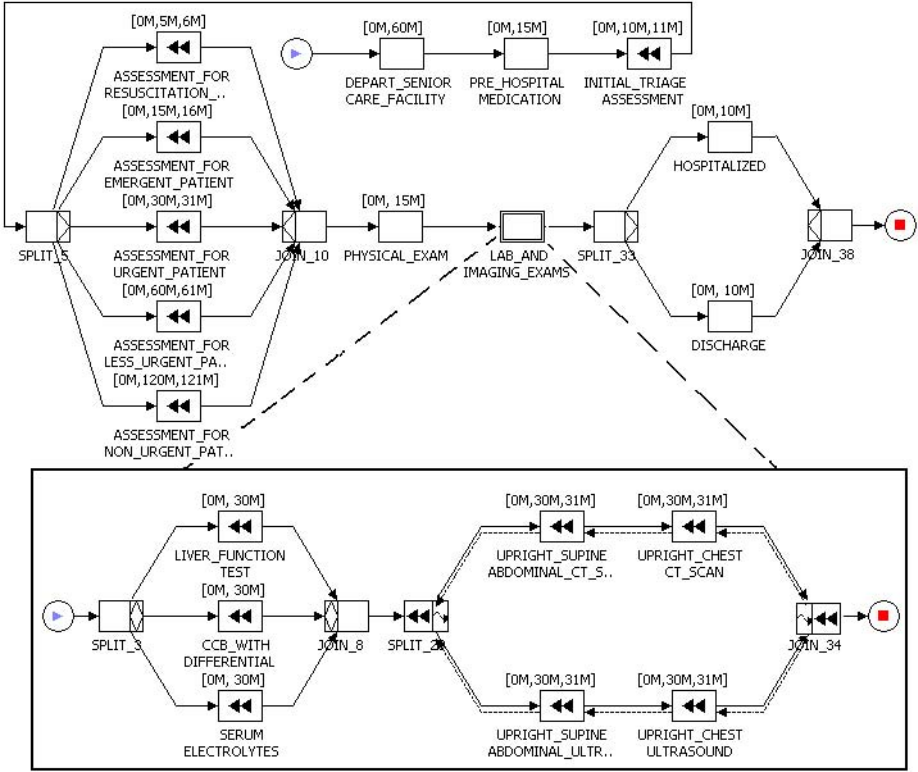 [0M,5M,6M]
ASSESSMENT_FOR
RESUSCITATION_..
[0M,60M]
DEPART_SENIOR
CARE_FACILITY
[0M,15M]
PRE_HOSPITAL
MEDICATION
[0M,10M,11M]
INITIAL_TRIAGE
ASSESSMENT
[0M,15M,16M]
ASSESSMENT_FOR
EMERGENT_PATIENT
SPLIT_5
[0M,30M,31M]
ASSESSMENT_FOR
URGENT_PATIENT
[0M,60M,61M]
ASSESSMENT_FOR
LESS_URGENT_PA..
[0M,120M,121M]
ASSESSMENT_FOR
NON_URGENT_PAT..
JOIN_10
[0M, 15M]
PHYSICAL_EXAM
LAB_AND
IMAGING_EXAMS
SPLIT_33
[0M,10M]
HOSPITALIZED
[0M, 10M]
DISCHARGE
JOIN_38
SPLIT_3
[0M, 30M]
LIVER_FUNCTION
TEST
[0M, 30M]
CCB_WITH
DIFFERENTIAL
[0M, 30M]
SERUM
ELECTROLYTES
JOIN_8
[0M,30M,31M]
UPRIGHT_SUPINE
ABDOMINAL_CT_S..
[0M,30M,31M]
UPRIGHT_CHEST
CT_SCAN
[0M,30M,31M]
UPRIGHT_SUPINE
ABDOMINAL_ULTR..
[0M,30M,31M]
UPRIGHT_CHEST
ULTRASOUND
JOIN_34